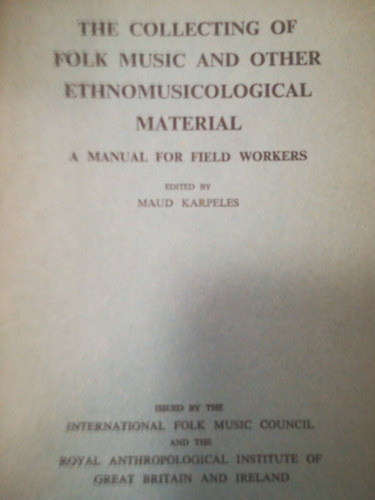 THE COLLECTING OF
FOLK MUSIC AND OTHER
ETHNOMUSICOLOGICAL
MATERIAL
A MANUAL FOR FIELD WORKERS
EDITED BY
MAUD KARPELES
ISSUED BY THE
INTERNATIONAL FOLK MUSIC COUNCIL
AND THE
ROYAL ANTHROPOLOGICAL INSTITUTE OF
GREAT BRITAIN AND IRELAND